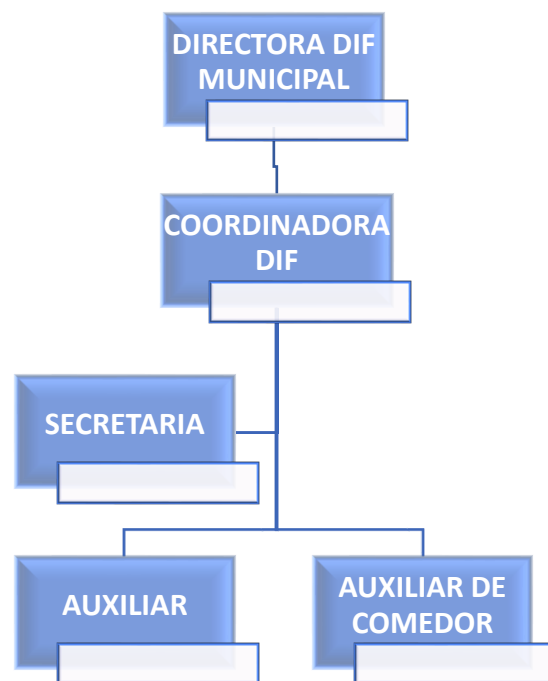 DIRECTORA DIF
MUNICIPAL
COORDINADORA
DIF
SECRETARIA
AUXILIAR
AUXILIAR DE
COMEDOR